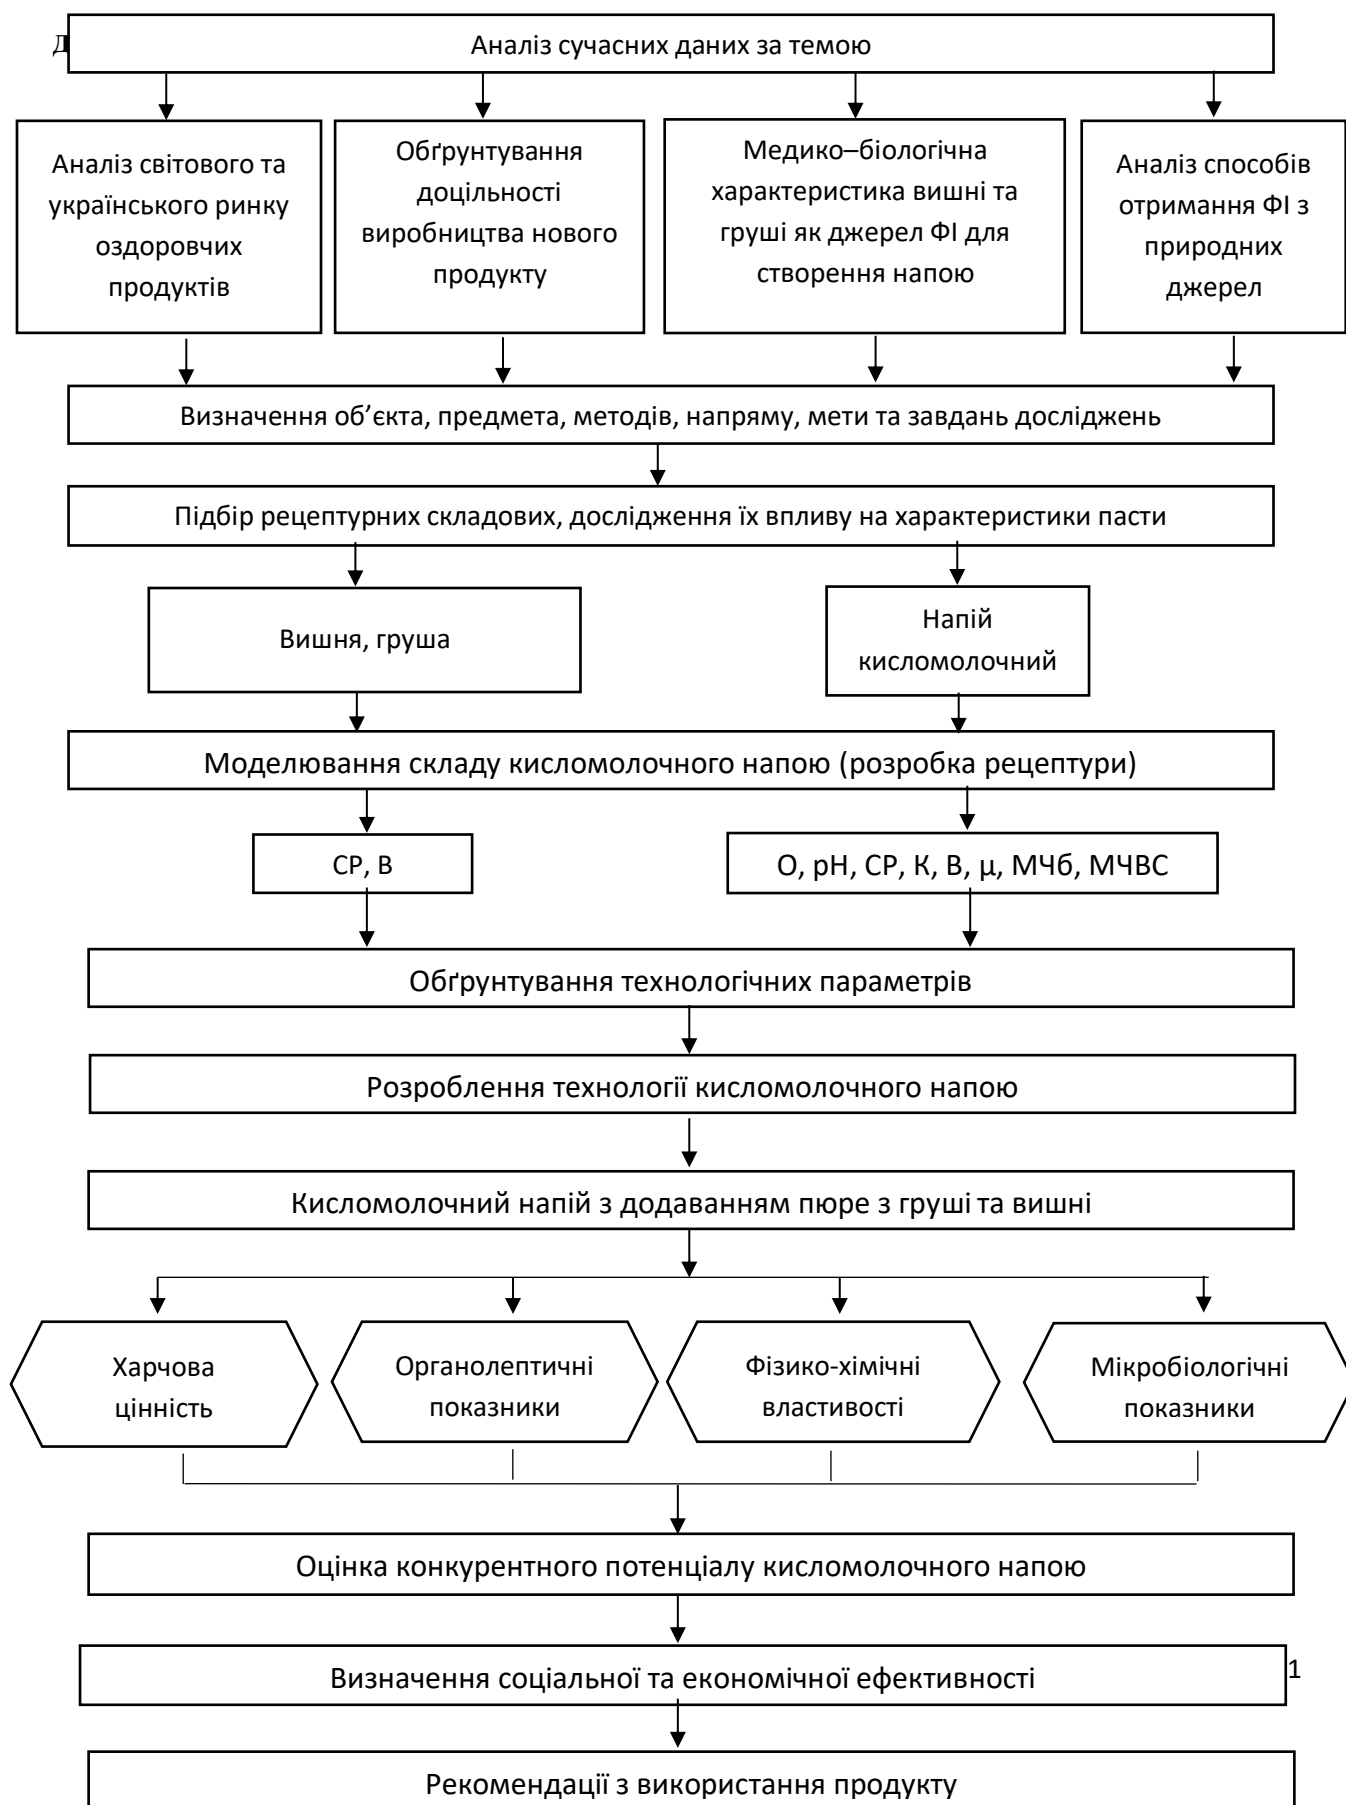 Д
Аналіз сучасних даних за темою
Аналіз світового та
українського ринку
оздоровчих
продуктів
Обґрунтування
доцільності
виробництва нового
продукту
Медико–біологічна
характеристика вишні та
груші як джерел ФІ для
створення напою
Аналіз способів
отримання ФІ з
природних
джерел
Визначення об’єкта, предмета, методів, напряму, мети та завдань досліджень
Підбір рецептурних складових, дослідження їх впливу на характеристики пасти
Вишня, груша
Напій
кисломолочний
Моделювання складу кисломолочного напою (розробка рецептури)
СР, В
О, рН, СР, К, В, µ, МЧб, МЧВС
Обґрунтування технологічних параметрів
Розроблення технології кисломолочного напою
Кисломолочний напій з додаванням пюре з груші та вишні
Харчова
цінність
Органолептичні
показники
Фізико-хімічні
властивості
Мікробіологічні
показники
Оцінка конкурентного потенціалу кисломолочного напою
Визначення соціальної та економічної ефективності
1
Рекомендації з використання продукту